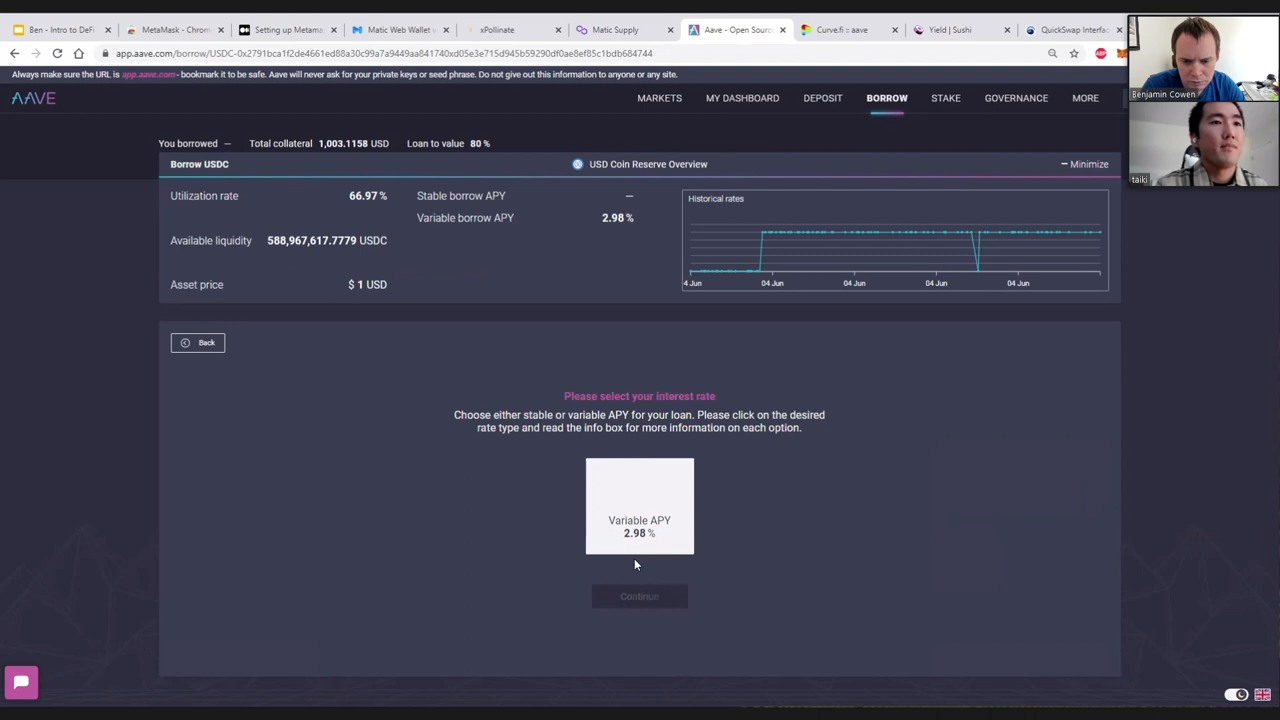 Ben - Intro to DeFi
MetaMask - Chrom
Setting up Metama
Matic Web Wallet
xPollinate
Matic Supply
Aave - Open Sourc
Curve.fi :: aave
Yield | Sushi
QuickSwap Interfac
app.aave.com/borrow/USDC-0x2791bca1f2de4661ed88a30c99a7a9449aa841740xd05e3e715d945b59290df0ae8ef85c1bdb684744
ABP
Always make sure the URL is app.aave.com - bookmark it to be safe. Aave will never ask for your private keys or seed phrase. Do not give out this information to anyone or any site.
Benjamin Cowen
AAVE
MARKETS
MY DASHBOARD
DEPOSIT
BORROW
STAKE
GOVERNANCE
MORE
taiki
You borrowed –
Total collateral 1,003.1158 USD
Loan to value 80 %
Borrow USDC
USD Coin Reserve Overview
– Minimize
Utilization rate 66.97 %
Stable borrow APY –
Variable borrow APY 2.98 %
Available liquidity 588,967,617.7779 USDC
Asset price $ 1 USD
Historical rates
4 Jun 04 Jun 04 Jun 04 Jun 04 Jun
Back
Please select your interest rate
Choose either stable or variable APY for your loan. Please click on the desired
rate type and read the info box for more information on each option.
Variable APY
2.98 %
Continue